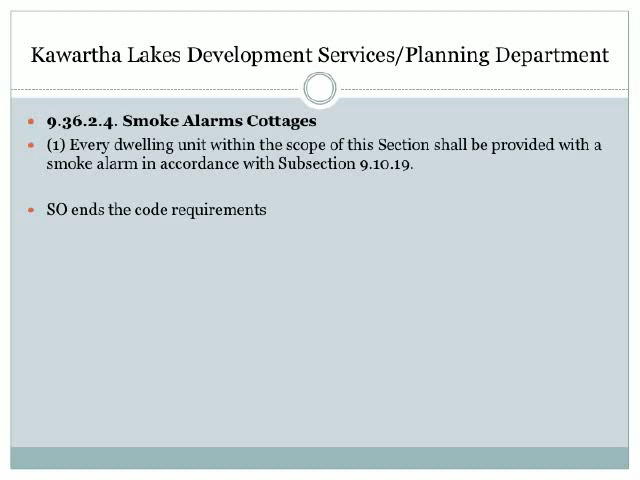 Kawartha Lakes Development Services/Planning Department
• 9.36.2.4. Smoke Alarms Cottages
• (1) Every dwelling unit within the scope of this Section shall be provided with a
smoke alarm in accordance with Subsection 9.10.19.
• SO ends the code requirements